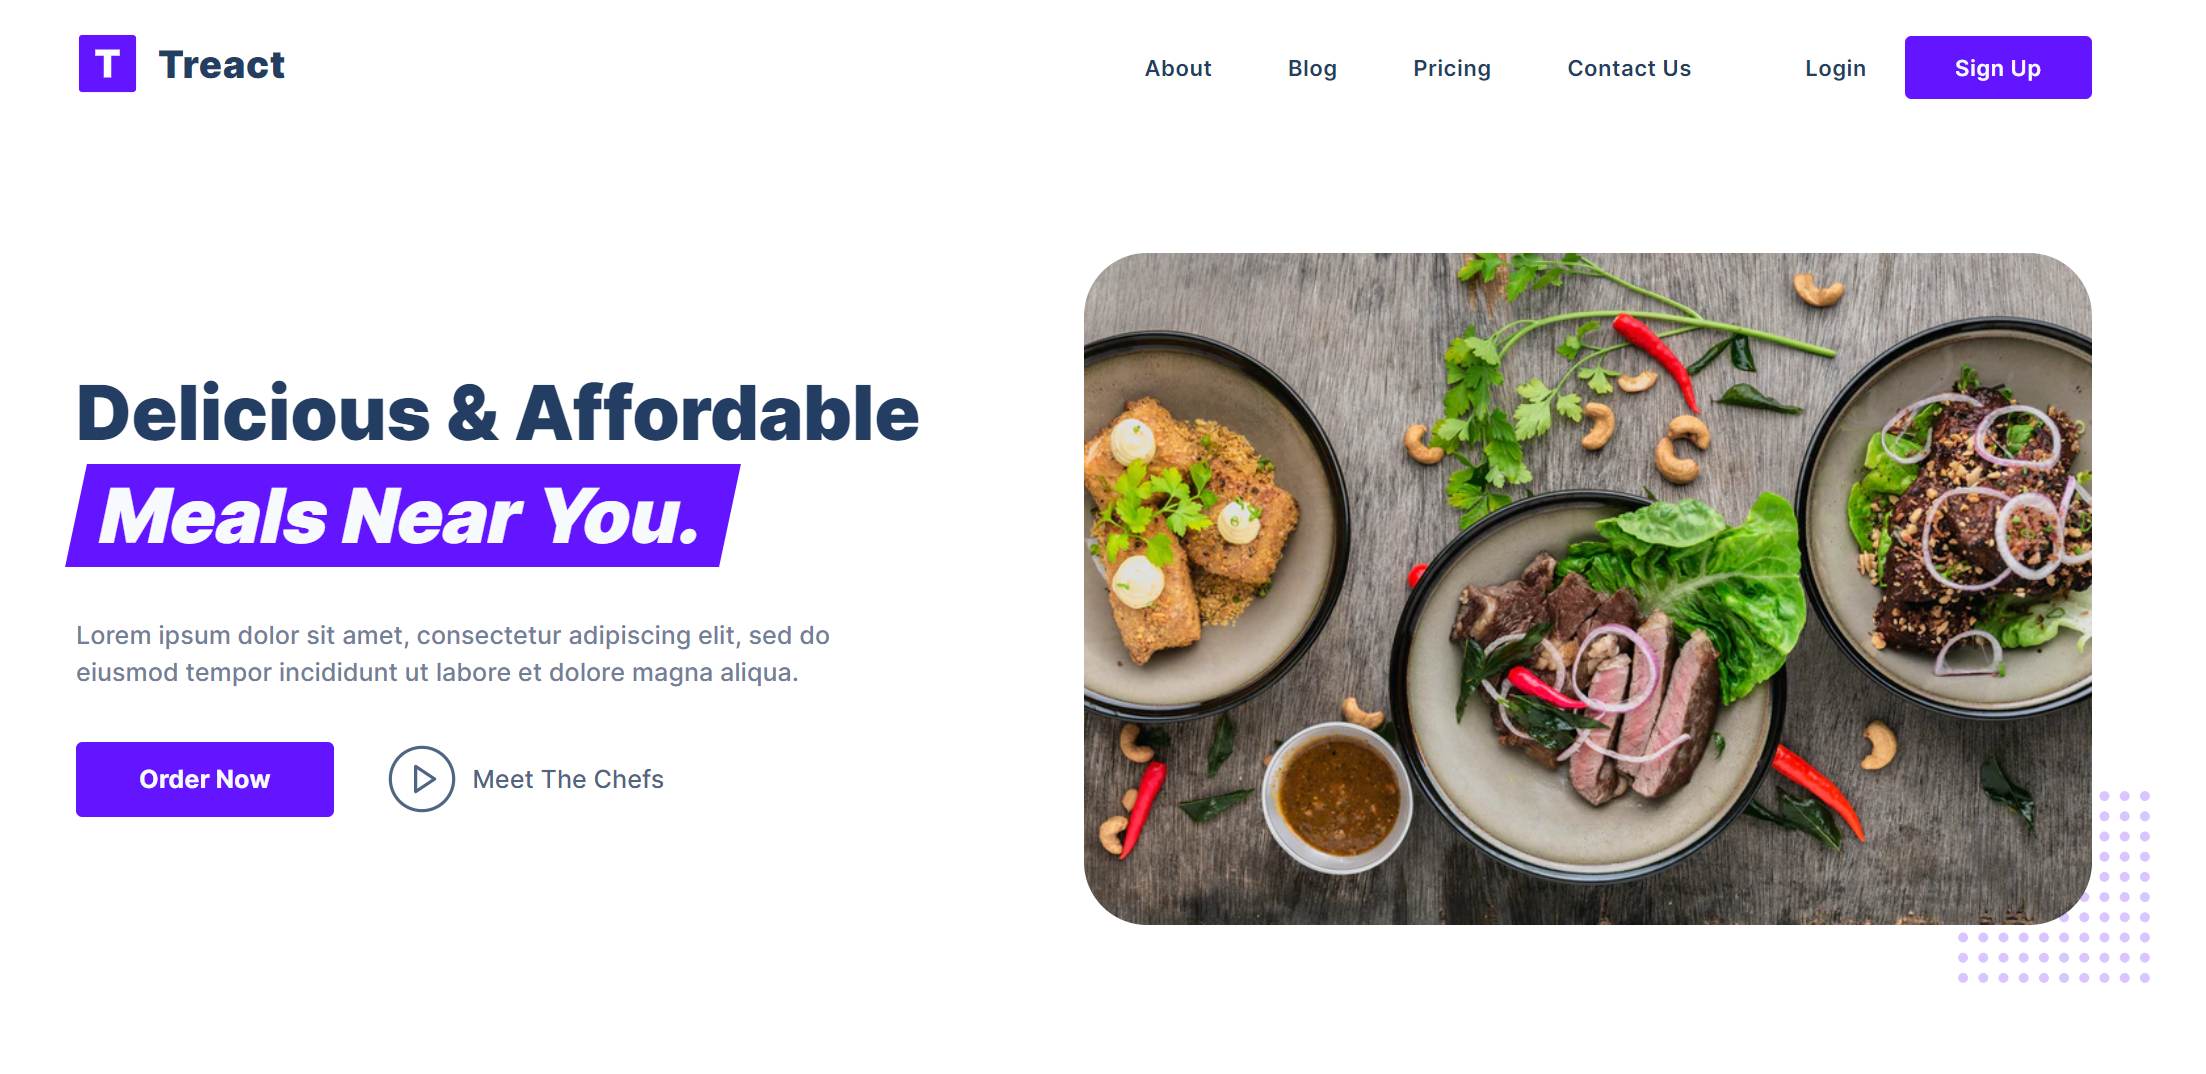 T Treact
About Blog Pricing Contact Us Login Sign Up
Delicious & Affordable
Meals Near You.
Lorem ipsum dolor sit amet, consectetur adipiscing elit, sed do
eiusmod tempor incididunt ut labore et dolore magna aliqua.
Order Now
Meet The Chefs